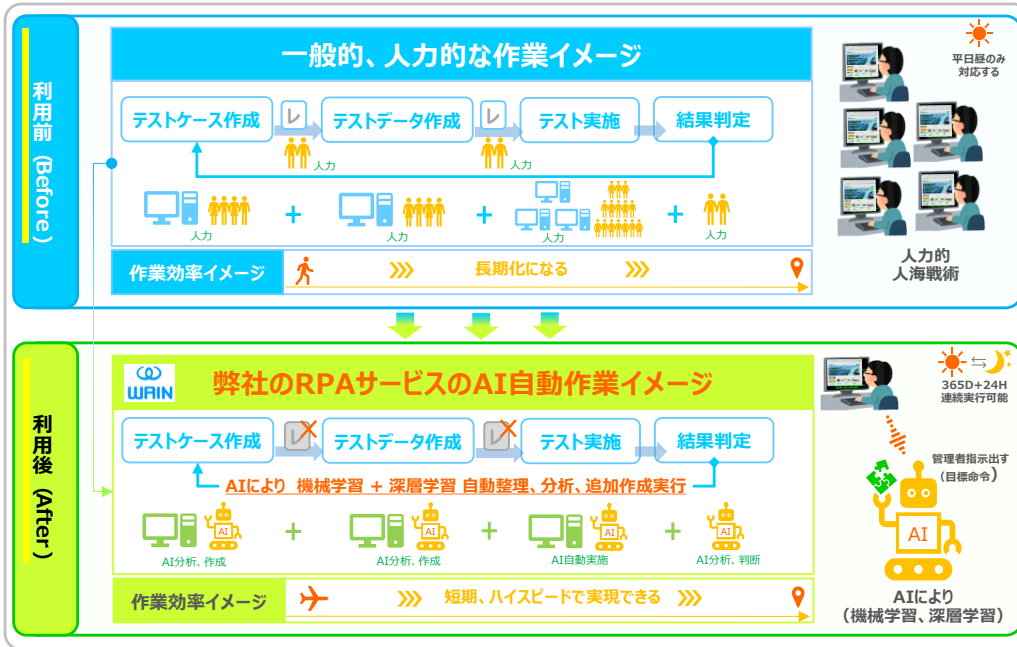 一般的、人力的な作業イメージ
平日昼のみ
対応する
利用前 (Before)
テストケース作成
レ
テストデータ作成
レ
テスト実施
結果判定
人力
人力
人力
人力
人力
人力
作業効率イメージ
長期化になる
人力的
人海戦術
利用後 (After)
WAIN
弊社のRPAサービスのAI自動作業イメージ
365D+24H
連続実行可能
テストケース作成
レ
テストデータ作成
レ
テスト実施
結果判定
管理者指示出す
(目標命令)
AIにより 機械学習 + 深層学習 自動整理、分析、追加作成実行
AI
AI
AI
AI
AI
AI分析、作成
AI分析、作成
AI自動実施
AI分析、判断
作業効率イメージ
短期、ハイスピードで実現できる
AIにより
(機械学習、深層学習)